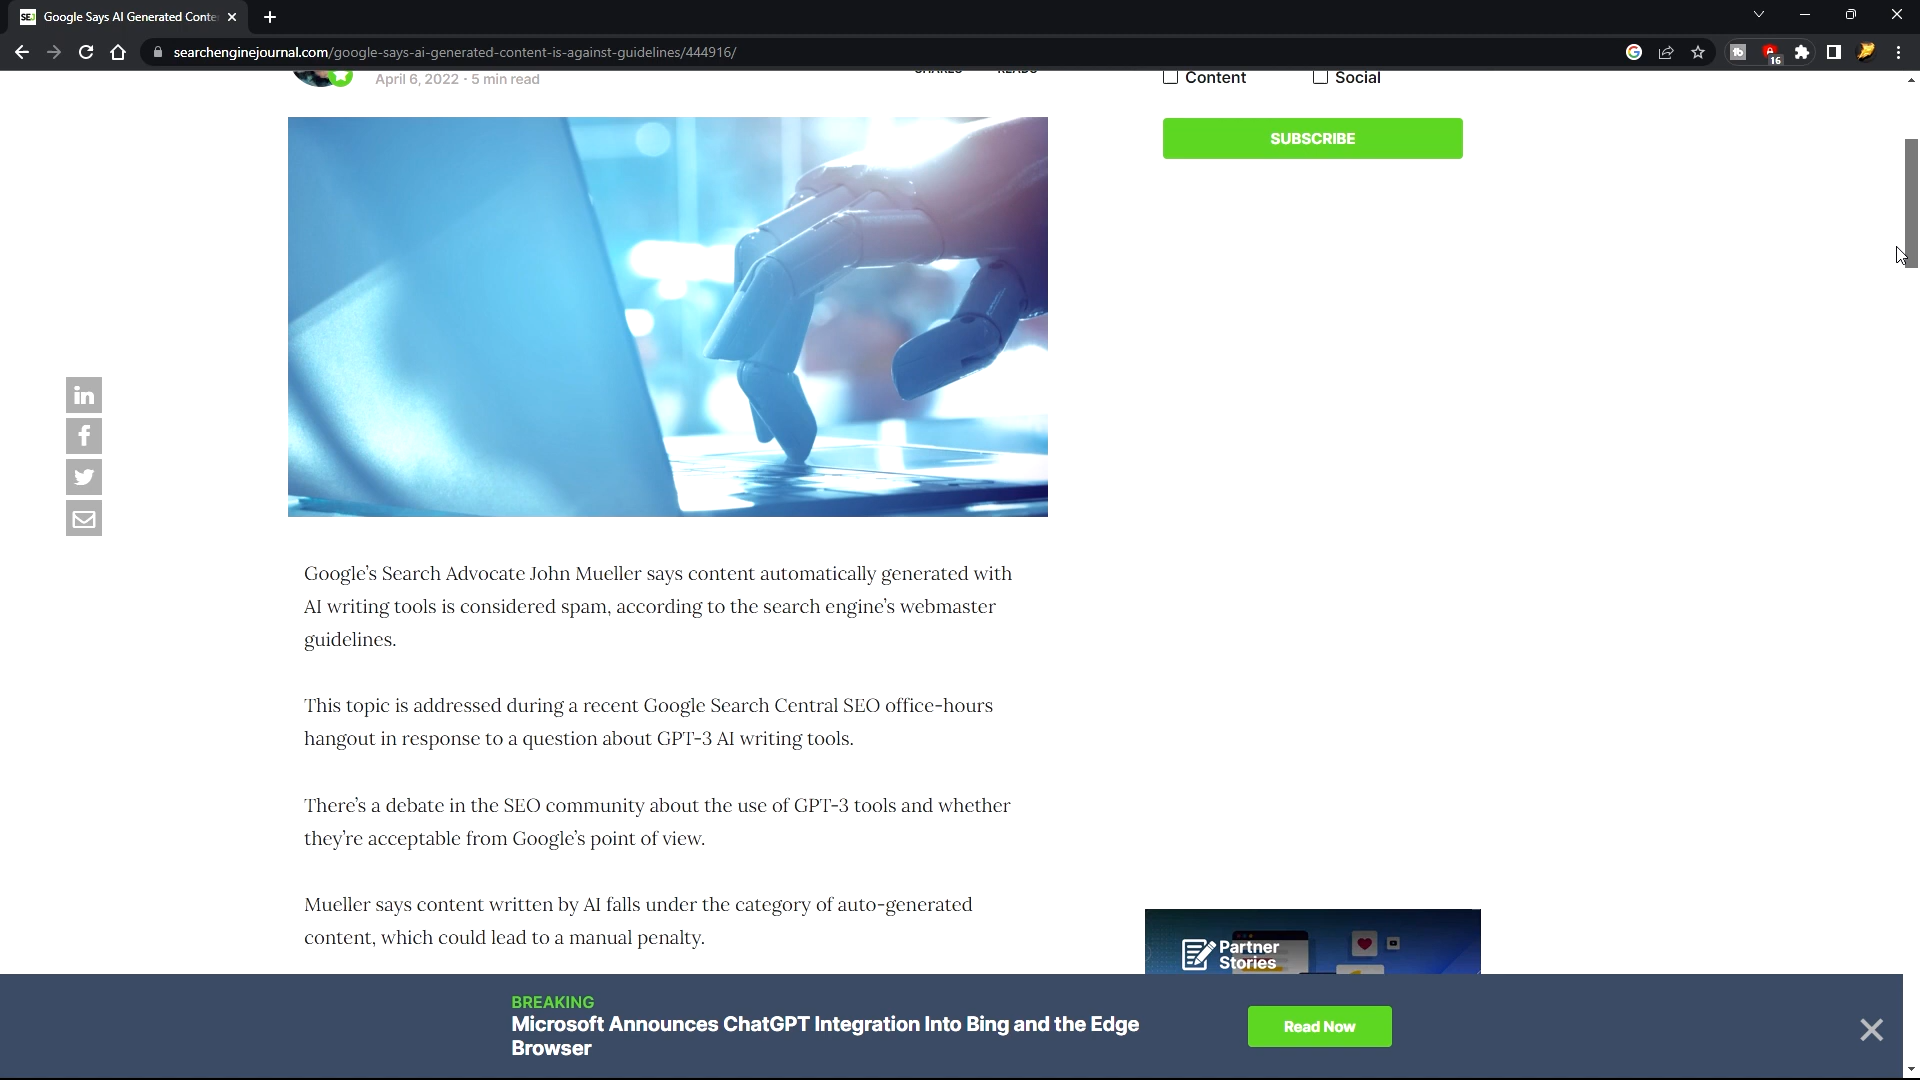 SEJ
Google Says AI Generated Conte
searchenginejournal.com/google-says-ai-generated-content-is-against-guidelines/444916/
16
April 6, 2022 · 5 min read
SHARES READS
Content Social
SUBSCRIBE
in
f
Google’s Search Advocate John Mueller says content automatically generated with
AI writing tools is considered spam, according to the search engine’s webmaster
guidelines.
This topic is addressed during a recent Google Search Central SEO office-hours
hangout in response to a question about GPT-3 AI writing tools.
There’s a debate in the SEO community about the use of GPT-3 tools and whether
they’re acceptable from Google’s point of view.
Mueller says content written by AI falls under the category of auto-generated
content, which could lead to a manual penalty.
Partner
Stories
BREAKING
Microsoft Announces ChatGPT Integration Into Bing and the Edge
Browser
Read Now